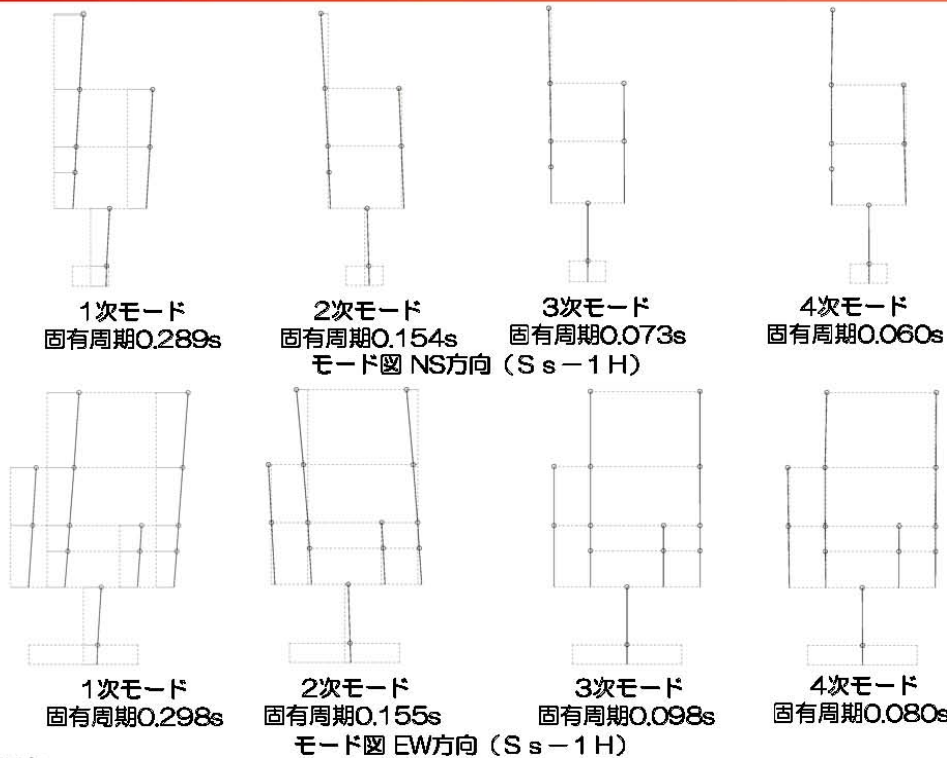 1次モード 2次モード 3次モード 4次モード
固有周期0.289s 固有周期0.154s 固有周期0.073s 固有周期0.060s
モード図 NS方向（Ｓｓ－１Ｈ）
1次モード 2次モード 3次モード 4次モード
固有周期0.298s 固有周期0.155s 固有周期0.098s 固有周期0.080s
モード図 EW方向（Ｓｓ－１Ｈ）